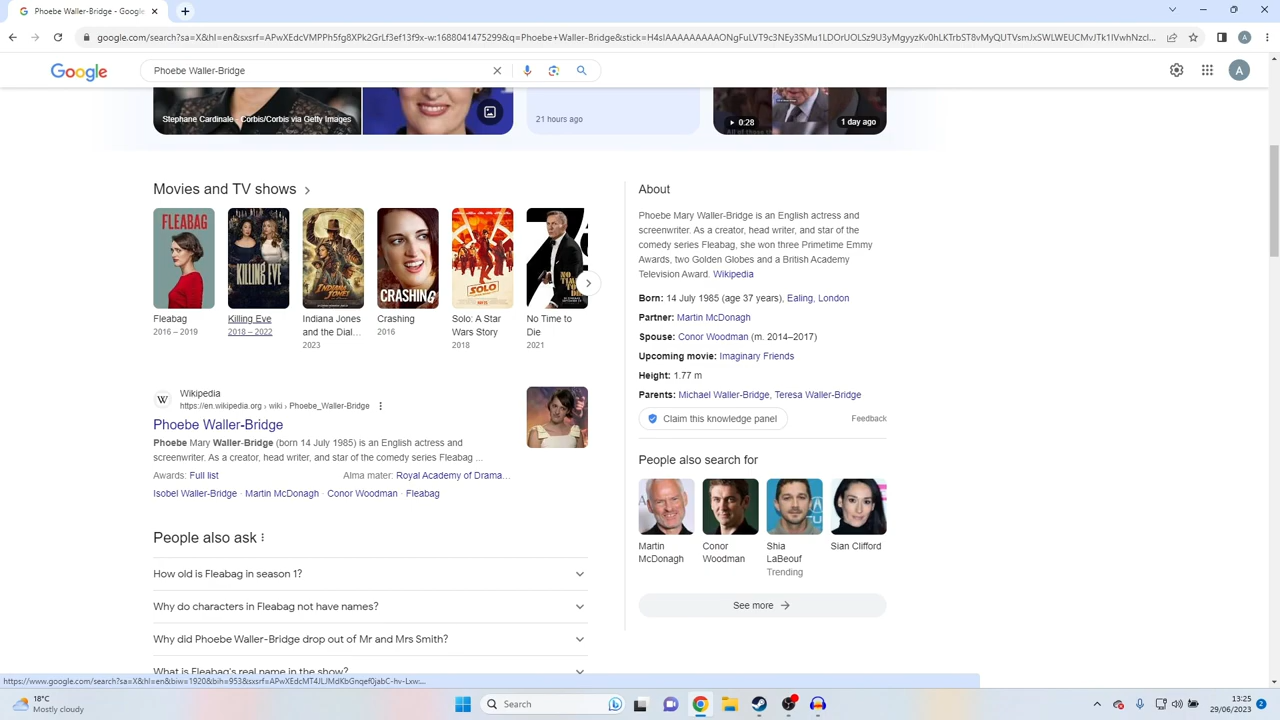 Phoebe Waller-Bridge - Google
google.com/search?sa=X&hl=en&sxsrf=APwXEdcVMPPh5fg8XPk2GrLf3ef13f9x-w:1688041475299&q=Phoebe+Waller-Bridge&stick=
Google
Phoebe Waller-Bridge
A
Stephane Cardinale - Corbis/Corbis via Getty Images
21 hours ago
0:28
1 day ago
Movies and TV shows
FLEABAG
KILLING EVE
INDIANA JONES
CRASHING
SOLO
NO TIME TO DIE
Fleabag
2016 – 2019
Killing Eve
2018 – 2022
Indiana Jones
and the Dial...
2023
Crashing
2016
Solo: A Star
Wars Story
2018
No Time to
Die
2021
W
Wikipedia
https://en.wikipedia.org › wiki › Phoebe_Waller-Bridge
Phoebe Waller-Bridge
Phoebe Mary Waller-Bridge (born 14 July 1985) is an English actress and
screenwriter. As a creator, head writer, and star of the comedy series Fleabag ...
Awards: Full list
Alma mater: Royal Academy of Drama...
Isobel Waller-Bridge · Martin McDonagh · Conor Woodman · Fleabag
People also ask
How old is Fleabag in season 1?
Why do characters in Fleabag not have names?
Why did Phoebe Waller-Bridge drop out of Mr and Mrs Smith?
What is Fleabag's real name in the show?
About
Phoebe Mary Waller-Bridge is an English actress and
screenwriter. As a creator, head writer, and star of the
comedy series Fleabag, she won three Primetime Emmy
Awards, two Golden Globes and a British Academy
Television Award. Wikipedia
Born: 14 July 1985 (age 37 years), Ealing, London
Partner: Martin McDonagh
Spouse: Conor Woodman (m. 2014–2017)
Upcoming movie: Imaginary Friends
Height: 1.77 m
Parents: Michael Waller-Bridge, Teresa Waller-Bridge
Claim this knowledge panel
Feedback
People also search for
Martin
McDonagh
Conor
Woodman
Shia
LaBeouf
Trending
Sian Clifford
See more
18°C
Mostly cloudy
Search
13:25
29/06/2023